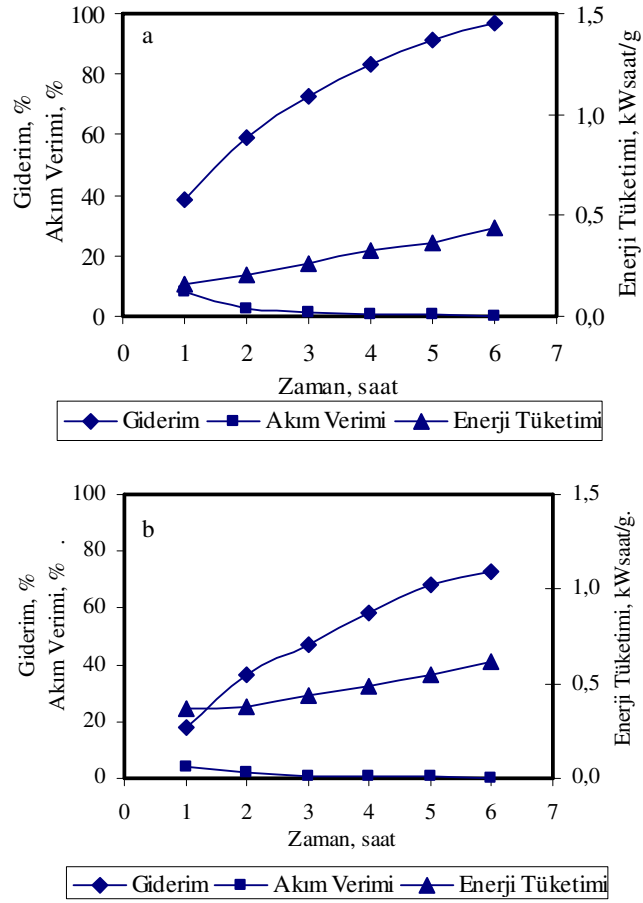 a
Giderim, %
Akım Verimi, %
100
80
60
40
20
0
1,5
1,0
0,5
0,0
Enerji Tüketimi, kWsaat/g
0 1 2 3 4 5 6 7
Zaman, saat
Giderim Akım Verimi Enerji Tüketimi
b
Giderim, %
Akım Verimi, % .
100
80
60
40
20
0
1,5
1,0
0,5
0,0
Enerji Tüketimi, kWsaat/g.
0 1 2 3 4 5 6 7
Zaman, saat
Giderim Akım Verimi Enerji Tüketimi